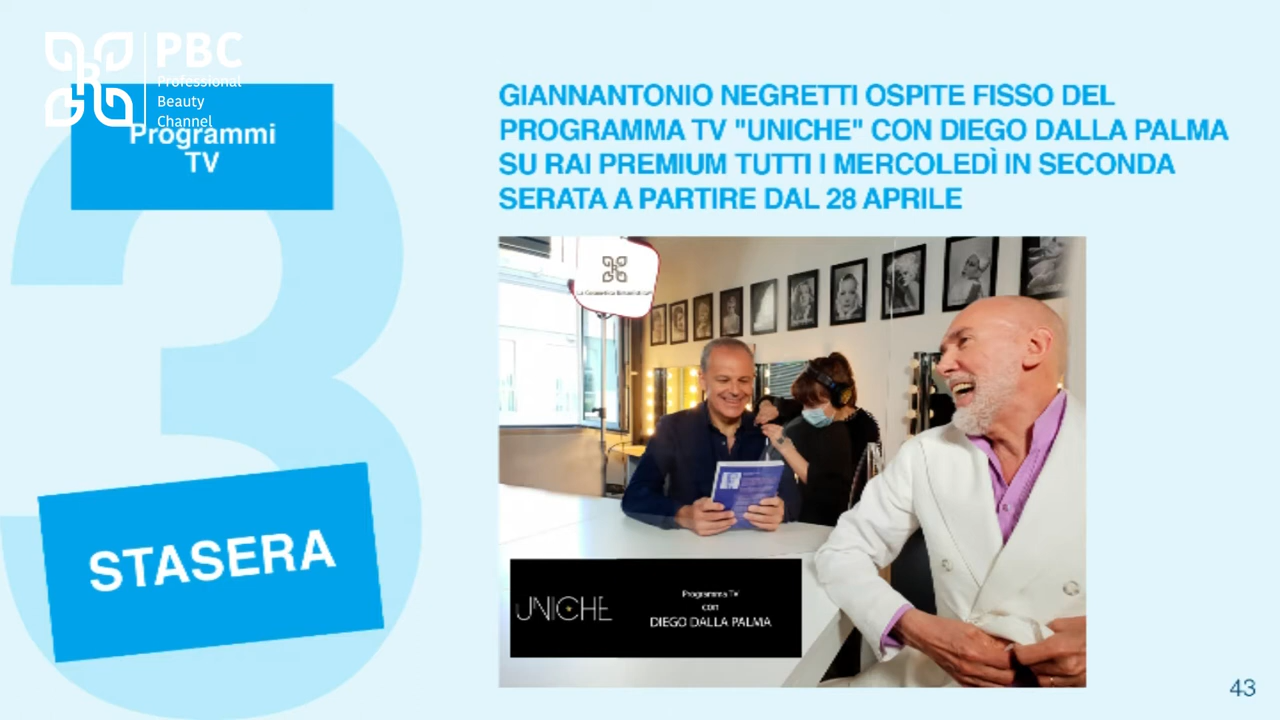 PBC
Professional
Beauty
Channel
Programmi
TV
3
STASERA
GIANNANTONIO NEGRETTI OSPITE FISSO DEL
PROGRAMMA TV "UNICHE" CON DIEGO DALLA PALMA
SU RAI PREMIUM TUTTI I MERCOLEDÌ IN SECONDA
SERATA A PARTIRE DAL 28 APRILE
UNICHE
Programma TV
con
DIEGO DALLA PALMA
43